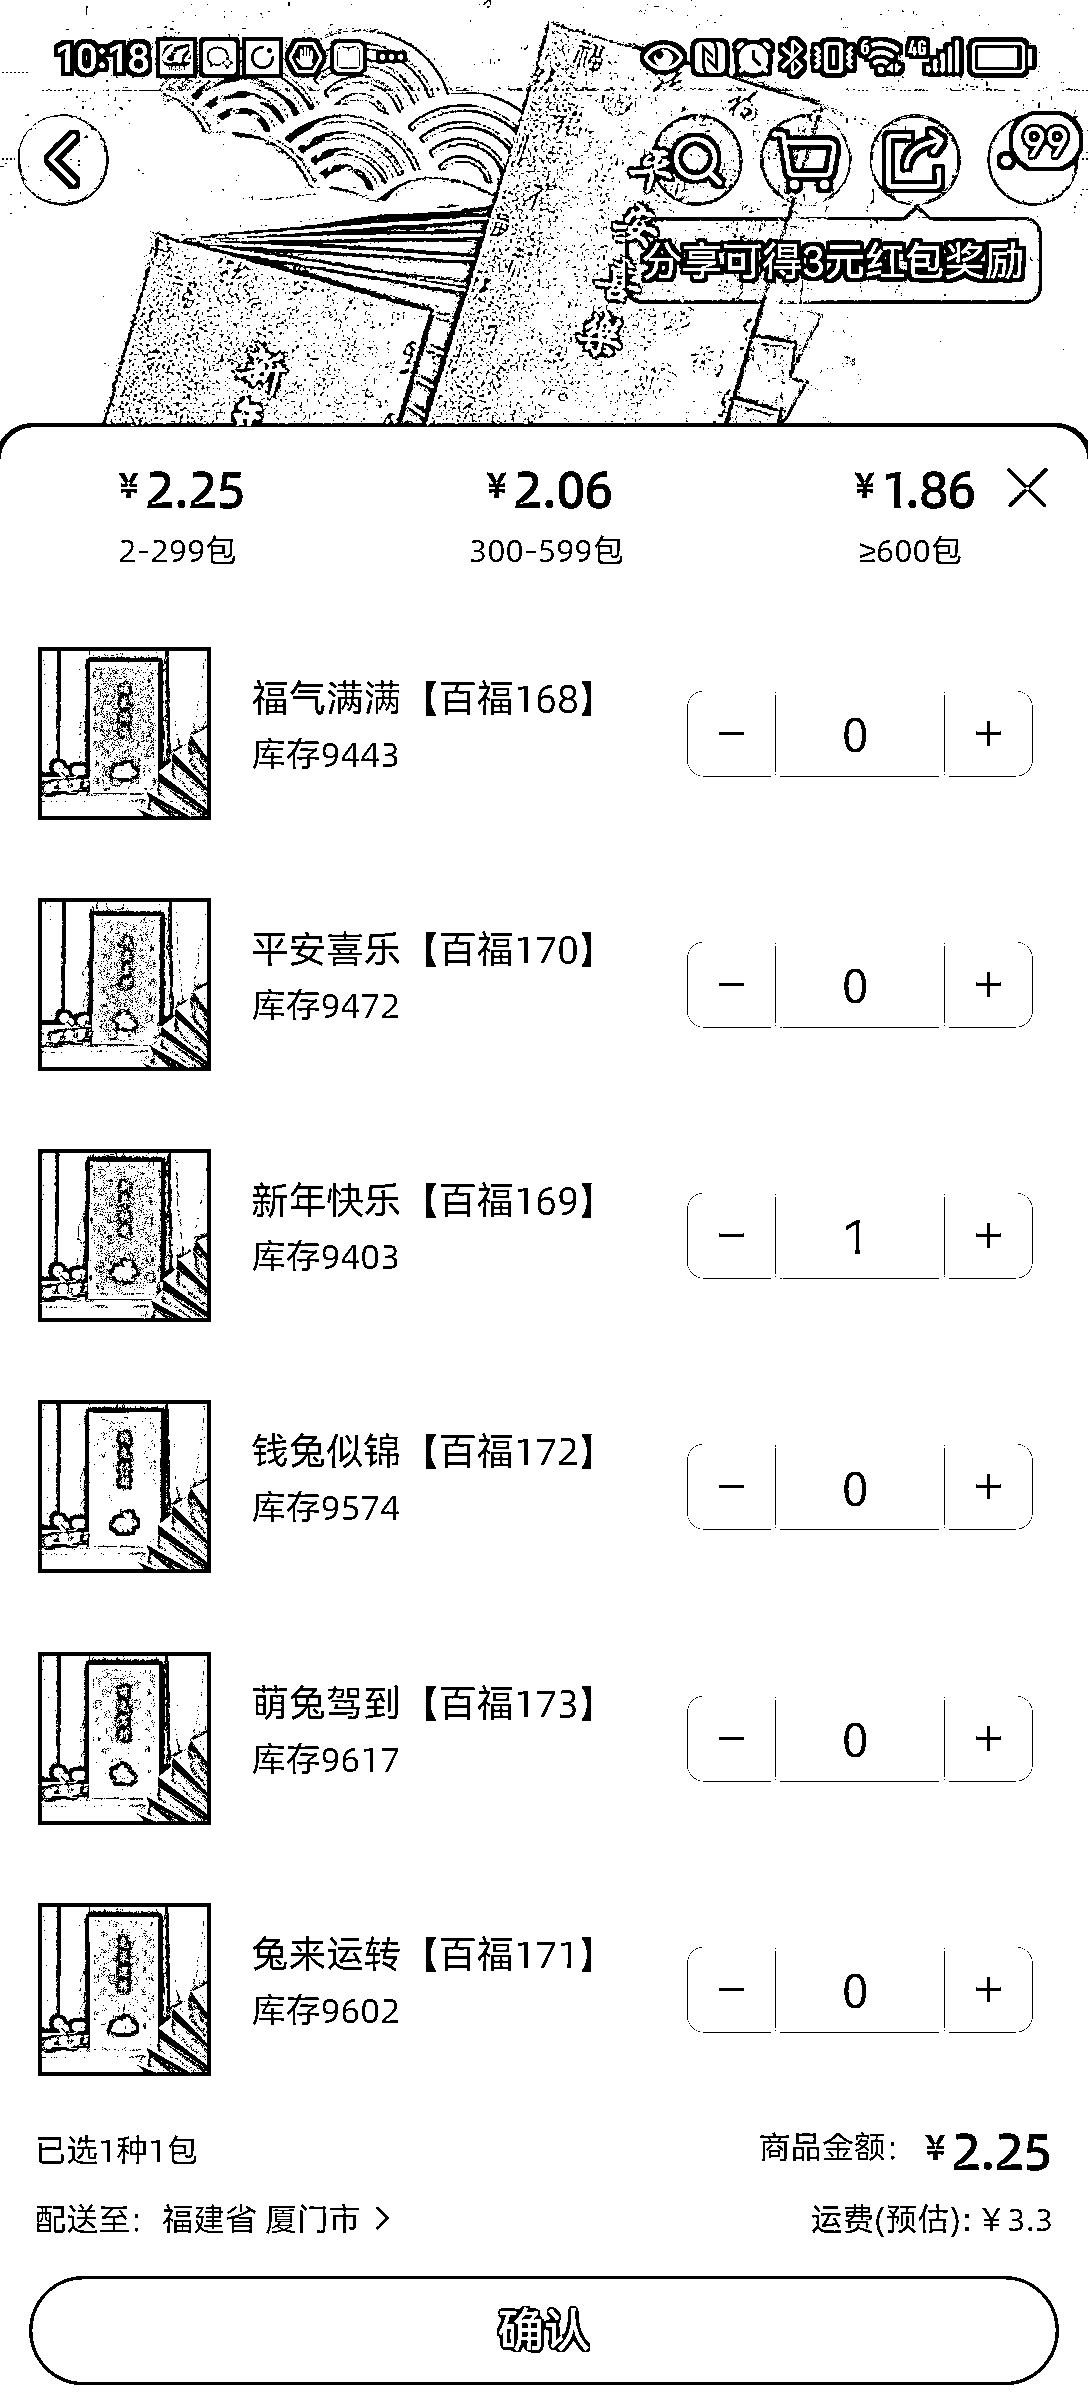 10:18
6 4G
99
分享可得3元红包奖励
平
乐
新
¥2.25 ¥2.06 ¥1.86
2-299包 300-599包 ≥600包
福气满满【百福168】
库存9443
0
平安喜乐【百福170】
库存9472
0
新年快乐【百福169】
库存9403
1
钱兔似锦【百福172】
库存9574
0
萌兔驾到【百福173】
库存9617
0
兔来运转【百福171】
库存9602
0
已选1种1包 商品金额：¥2.25
配送至：福建省 厦门市 运费(预估): ¥3.3
确认